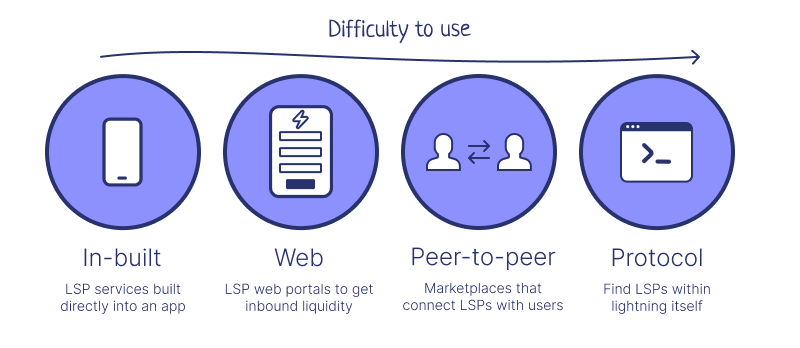 Difficulty to use
In-built
LSP services built
directly into an app
Web
LSP web portals to get
inbound liquidity
Peer-to-peer
Marketplaces that
connect LSPs with users
Protocol
Find LSPs within
lightning itself